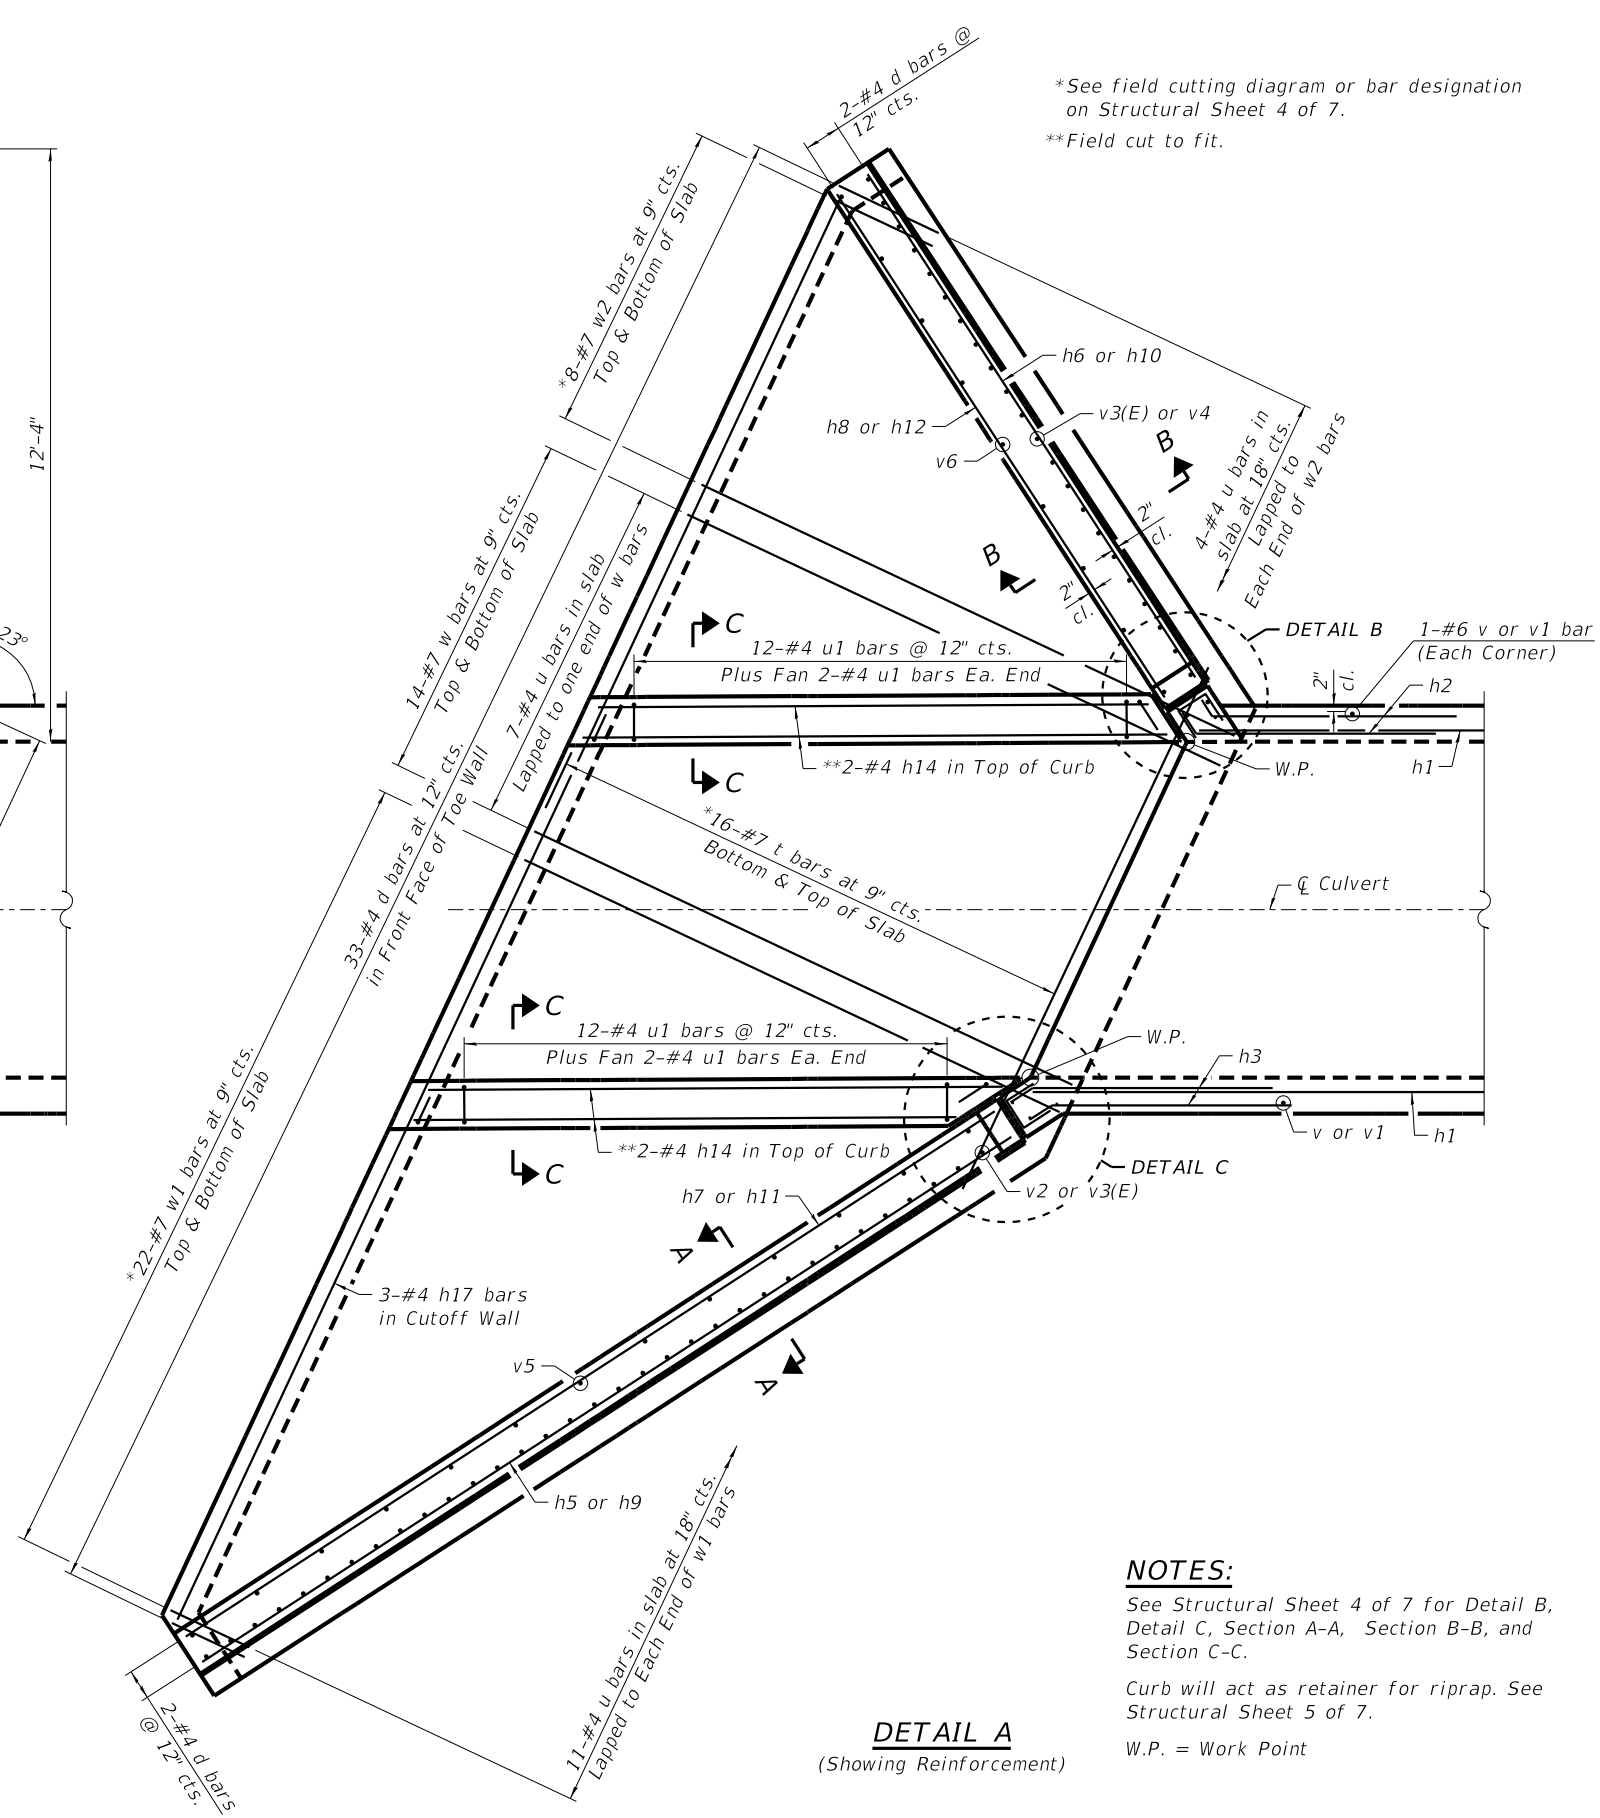 2-#4 d bars @
12" cts.
*See field cutting diagram or bar designation
on Structural Sheet 4 of 7.
**Field cut to fit.
12'-4"
23°
*8-#7 w2 bars at 9" cts.
Top & Bottom of Slab
h6 or h10
v3(E) or v4
h8 or h12
v6
B
B
2"
cl.
2"
cl.
4-#4 u bars in
slab at 18" cts.
Lapped to
Each End of w2 bars
14-#7 w bars at 9" cts.
Top & Bottom of Slab
7-#4 u bars in slab
Lapped to one end of w bars
C
12-#4 u1 bars @ 12" cts.
Plus Fan 2-#4 u1 bars Ea. End
DETAIL B
1-#6 v or v1 bar
(Each Corner)
2"
cl.
h2
h1
W.P.
**2-#4 h14 in Top of Curb
C
33-#4 d bars at 12" cts.
in Front Face of Toe Wall
*16-#7 t bars at 9" cts.
Bottom & Top of Slab
℄ Culvert
C
12-#4 u1 bars @ 12" cts.
Plus Fan 2-#4 u1 bars Ea. End
W.P.
h3
*22-#7 w1 bars at 9" cts.
Top & Bottom of Slab
**2-#4 h14 in Top of Curb
C
v or v1
h1
DETAIL C
v2 or v3(E)
h7 or h11
A
3-#4 h17 bars
in Cutoff Wall
v5
A
h5 or h9
11-#4 u bars in slab at 18" cts.
Lapped to Each End of w1 bars
2-#4 d bars
@ 12" cts.
DETAIL A
(Showing Reinforcement)
NOTES:
See Structural Sheet 4 of 7 for Detail B,
Detail C, Section A-A, Section B-B, and
Section C-C.
Curb will act as retainer for riprap. See
Structural Sheet 5 of 7.
W.P. = Work Point